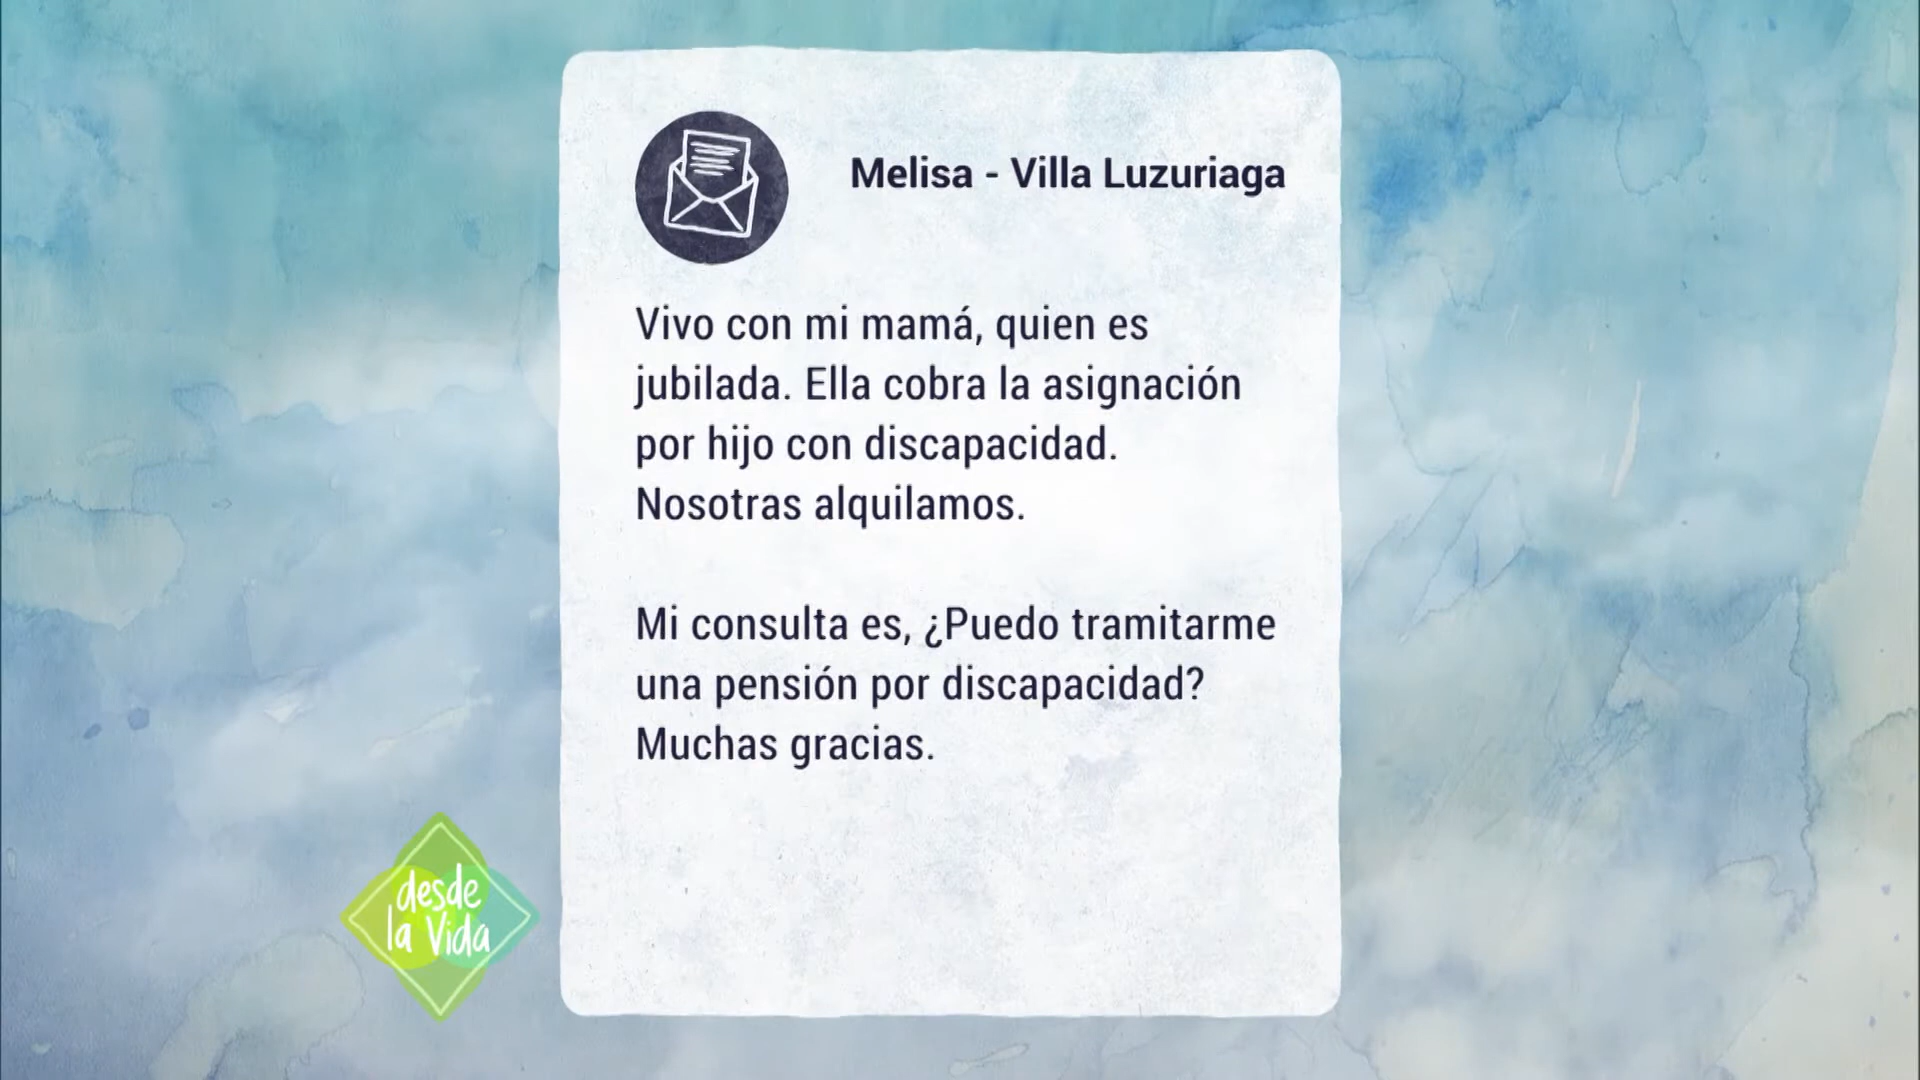 Melisa - Villa Luzuriaga
Vivo con mi mamá, quien es
jubilada. Ella cobra la asignación
por hijo con discapacidad.
Nosotras alquilamos.
Mi consulta es, ¿Puedo tramitarme
una pensión por discapacidad?
Muchas gracias.
desde
la Vida